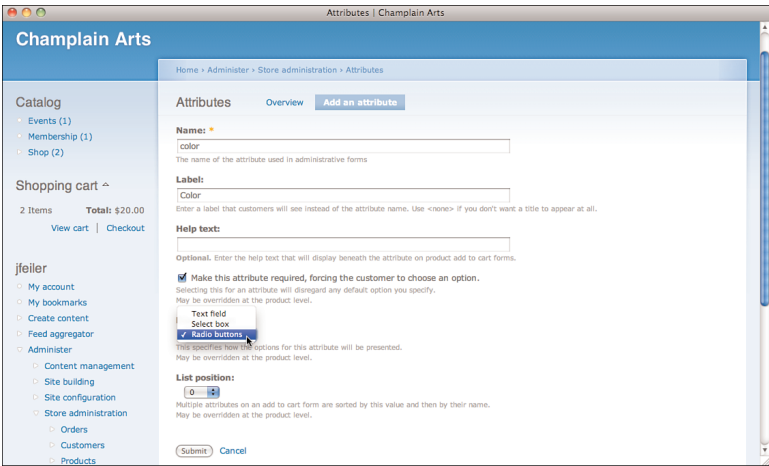 Attributes | Champlain Arts
Champlain Arts
Home › Administer › Store administration › Attributes
Catalog
Events (1)
Membership (1)
Shop (2)
Shopping cart
2 Items Total: $20.00
View cart | Checkout
jfeiler
My account
My bookmarks
Create content
Feed aggregator
Administer
Content management
Site building
Site configuration
Store administration
Orders
Customers
Products
Attributes Overview Add an attribute
Name: *
color
The name of the attribute used in administrative forms
Label:
Color
Enter a label that customers will see instead of the attribute name. Use <none> if you don't want a title to appear at all.
Help text:
Optional. Enter the help text that will display beneath the attribute on product add to cart forms.
Make this attribute required, forcing the customer to choose an option.
Selecting this for an attribute will disregard any default option you specify.
May be overridden at the product level.
Text field
Select box
✓ Radio buttons
This specifies how the options for this attribute will be presented.
May be overridden at the product level.
List position:
0
Multiple attributes on an add to cart form are sorted by this value and then by their name.
May be overridden at the product level.
Submit Cancel